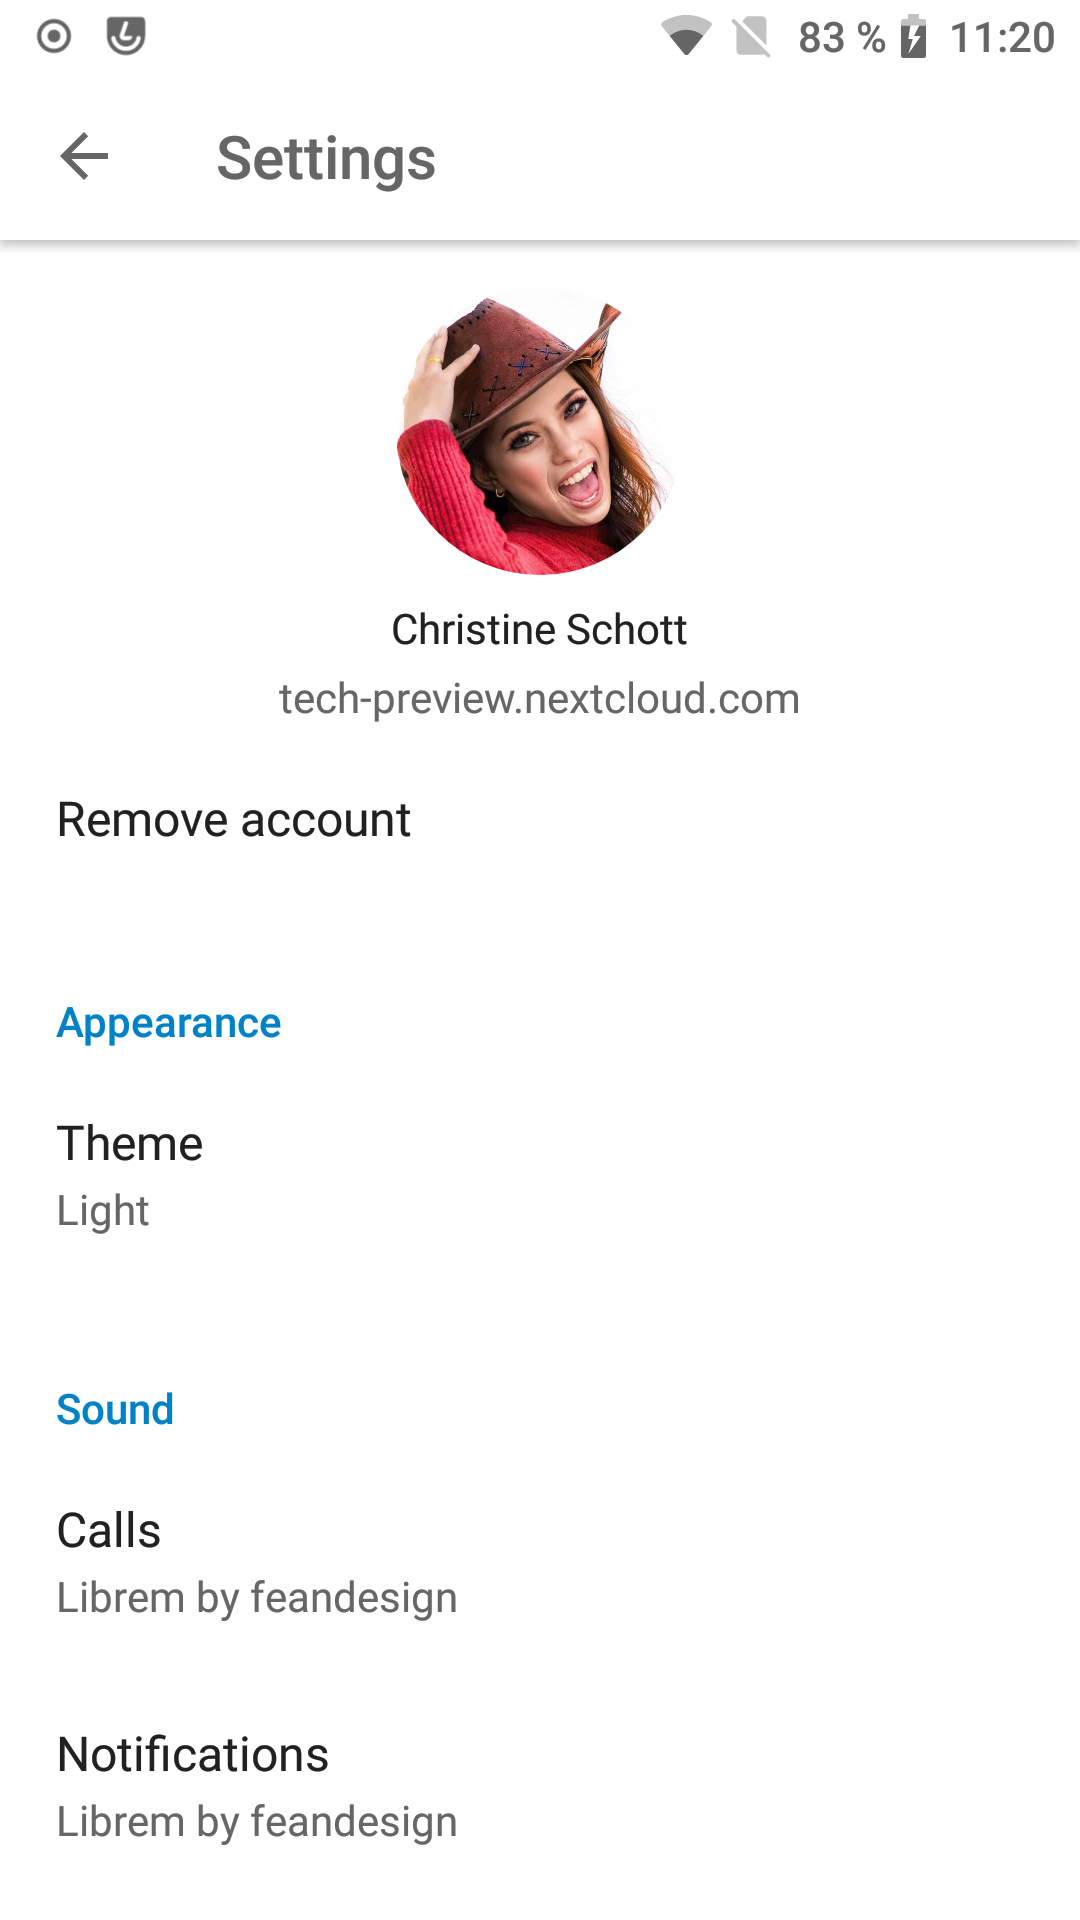 83 % 11:20
Settings
Christine Schott
tech-preview.nextcloud.com
Remove account
Appearance
Theme
Light
Sound
Calls
Librem by feandesign
Notifications
Librem by feandesign